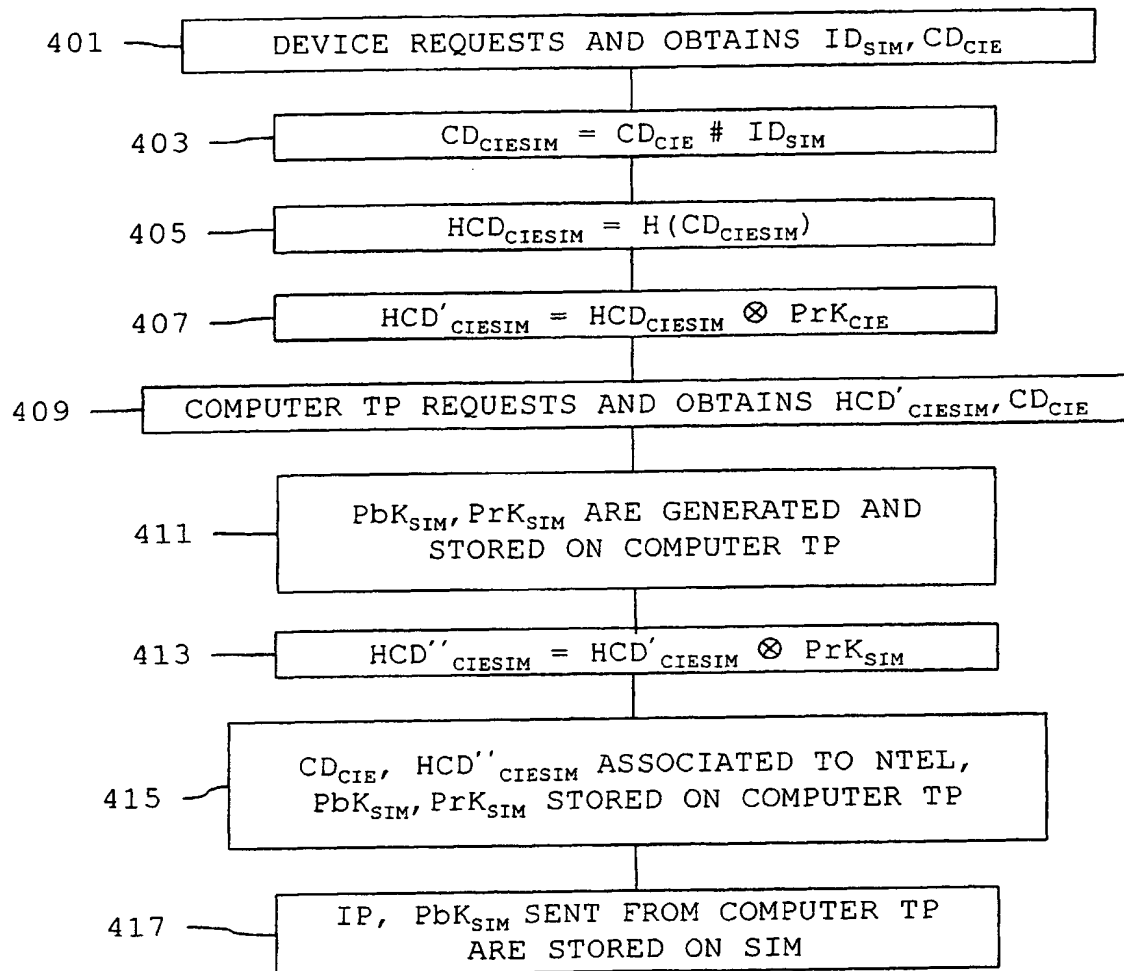 401 DEVICE REQUESTS AND OBTAINS ID_SIM, CD_CIE
403 CD_CIESIM = CD_CIE # ID_SIM
405 HCD_CIESIM = H(CD_CIESIM)
407 HCD'_CIESIM = HCD_CIESIM ⊗ PrK_CIE
409 COMPUTER TP REQUESTS AND OBTAINS HCD'_CIESIM, CD_CIE
411 PbK_SIM, PrK_SIM ARE GENERATED AND
STORED ON COMPUTER TP
413 HCD''_CIESIM = HCD'_CIESIM ⊗ PrK_SIM
415 CD_CIE, HCD''_CIESIM ASSOCIATED TO NTEL,
PbK_SIM, PrK_SIM STORED ON COMPUTER TP
417 IP, PbK_SIM SENT FROM COMPUTER TP
ARE STORED ON SIM